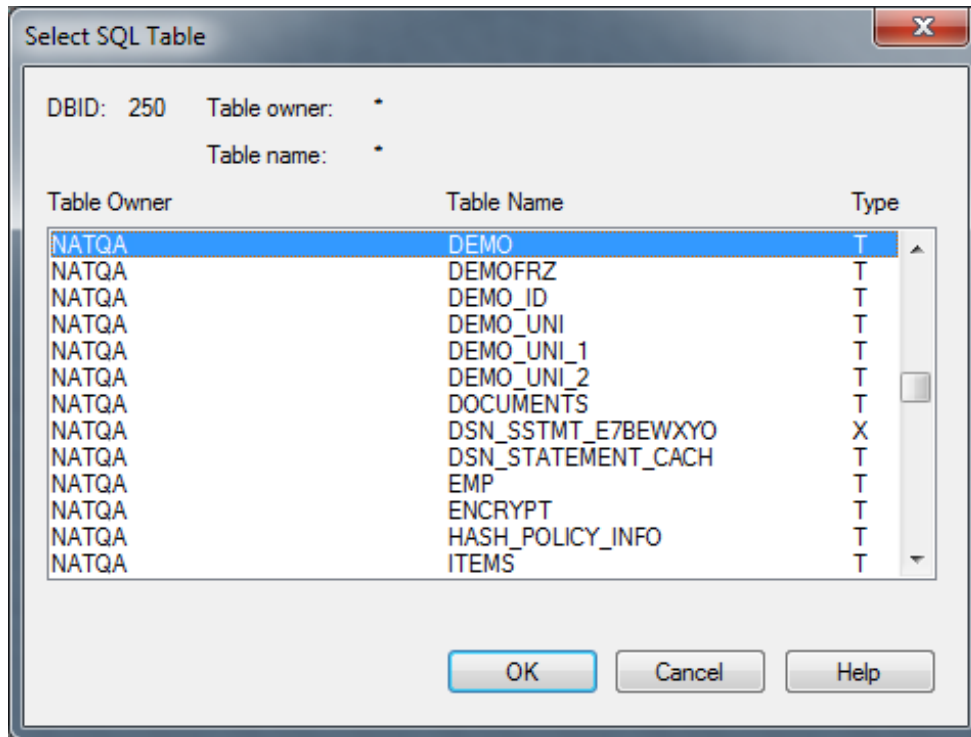 Select SQL Table
DBID: 250 Table owner: *
Table name: *
Table Owner Table Name Type
NATQA DEMO T
NATQA DEMOFRZ T
NATQA DEMO_ID T
NATQA DEMO_UNI T
NATQA DEMO_UNI_1 T
NATQA DEMO_UNI_2 T
NATQA DOCUMENTS T
NATQA DSN_SSTMT_E7BEWXYO X
NATQA DSN_STATEMENT_CACH T
NATQA EMP T
NATQA ENCRYPT T
NATQA HASH_POLICY_INFO T
NATQA ITEMS T
OK Cancel Help